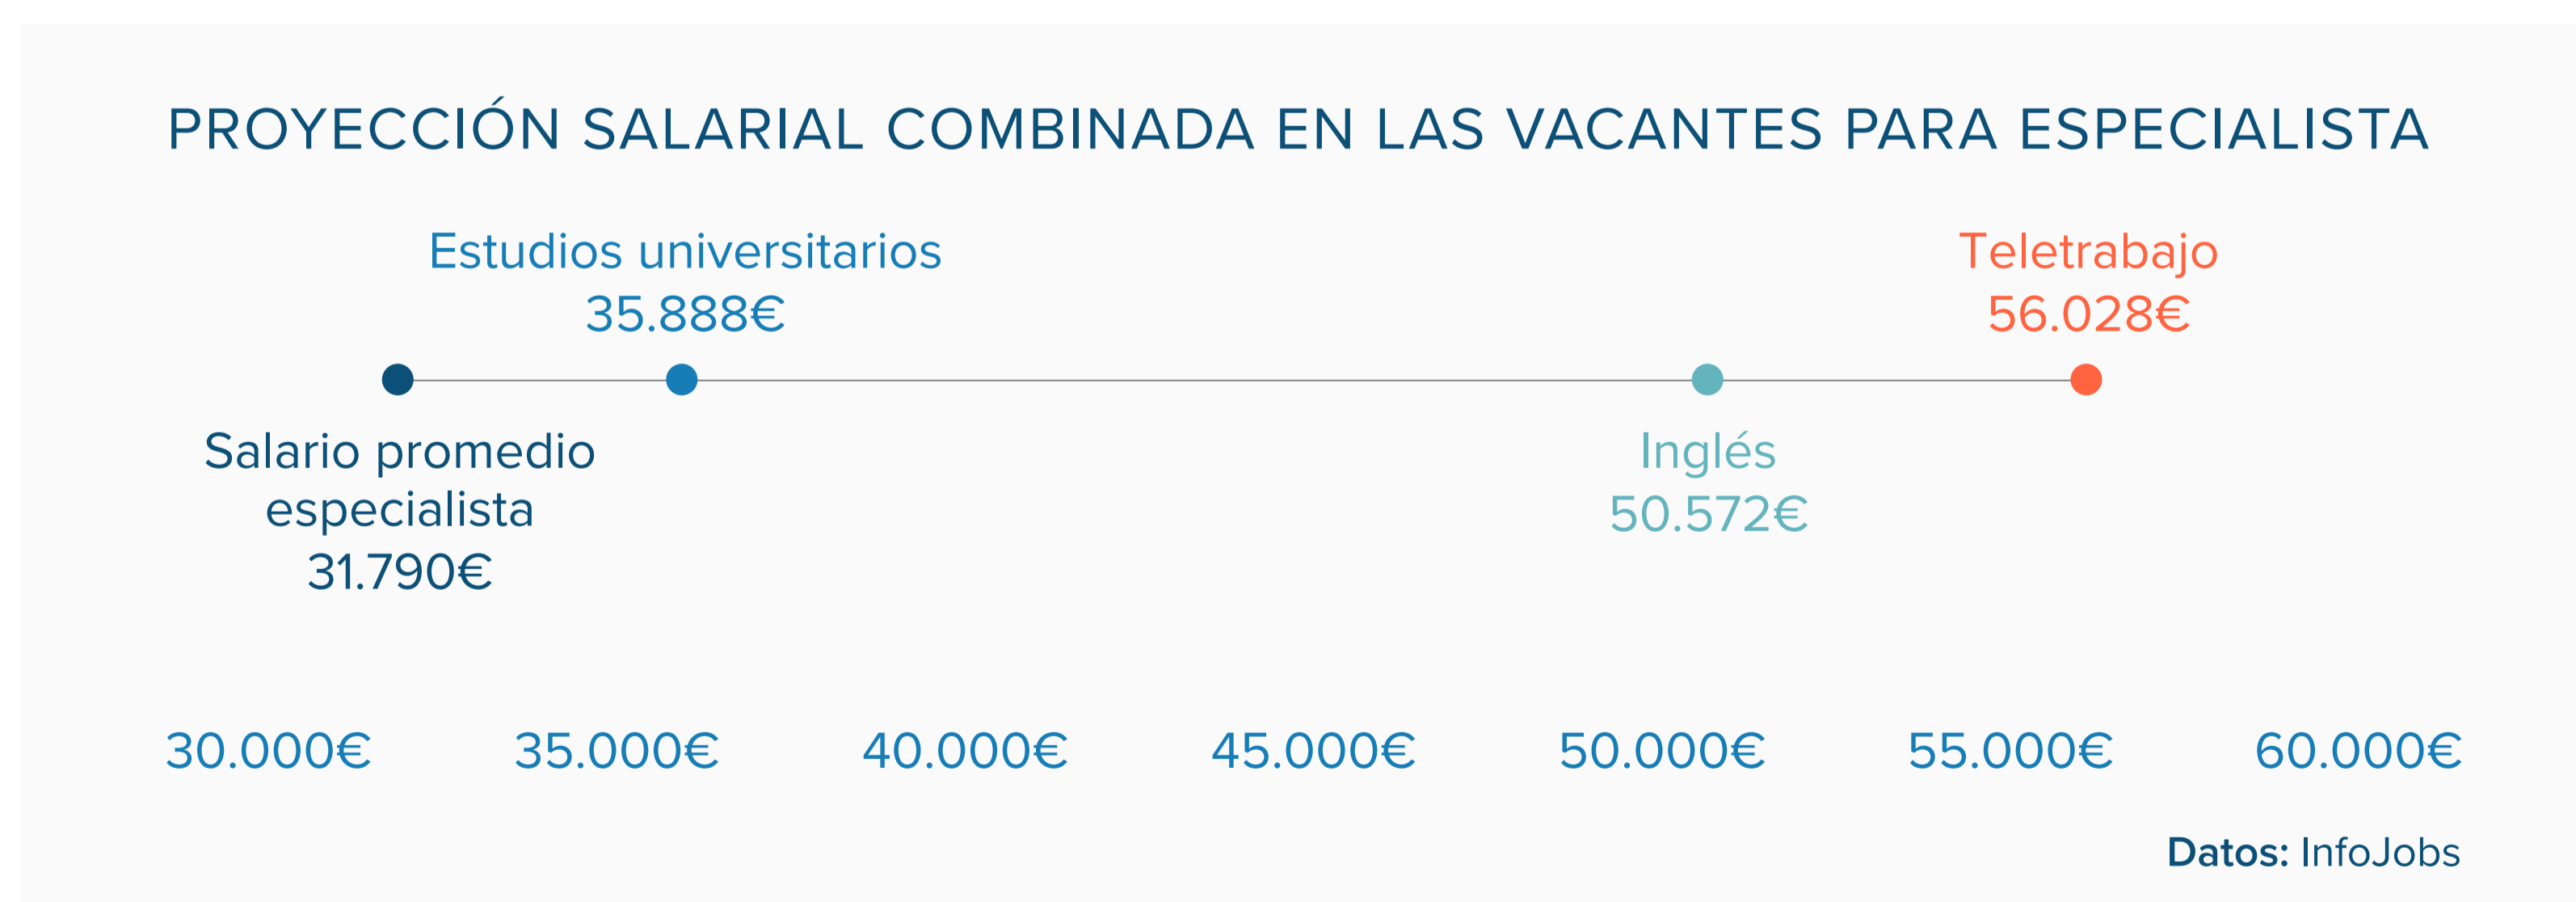 PROYECCIÓN SALARIAL COMBINADA EN LAS VACANTES PARA ESPECIALISTA
Estudios universitarios
35.888€
Teletrabajo
56.028€
Salario promedio
especialista
31.790€
Inglés
50.572€
30.000€ 35.000€ 40.000€ 45.000€ 50.000€ 55.000€ 60.000€
Datos: InfoJobs